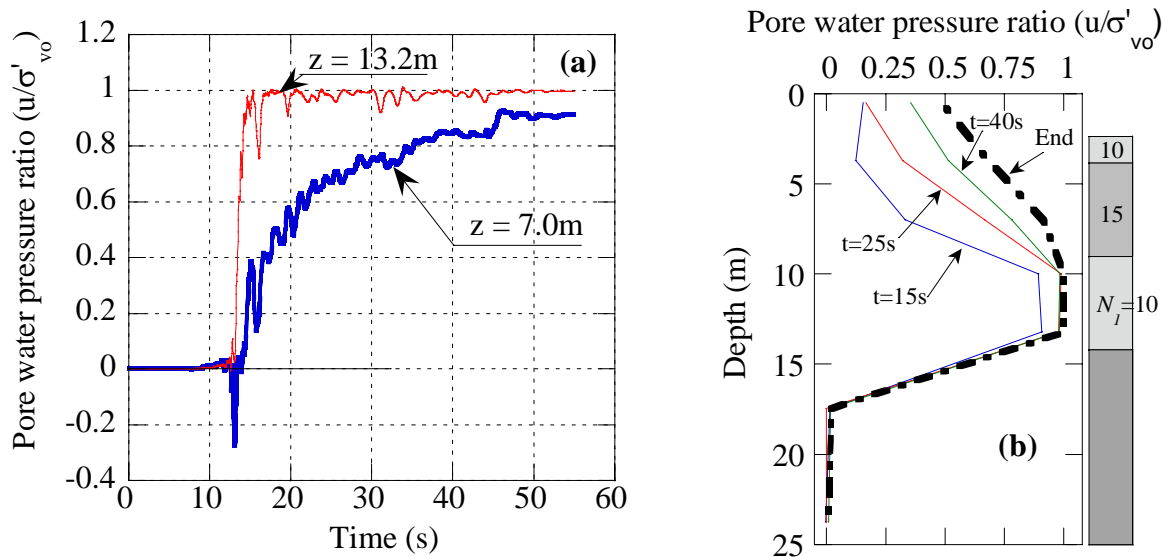 Pore water pressure ratio (u/σ'vo)
1.2
1
0.8
0.6
0.4
0.2
0
-0.2
-0.4
0 10 20 30 40 50 60
Time (s)
z = 13.2m
(a)
z = 7.0m
Pore water pressure ratio (u/σ'vo)
0 0.25 0.5 0.75 1
Depth (m)
0
5
10
15
20
25
t=40s
End
t=25s
t=15s
(b)
10
15
N1=10